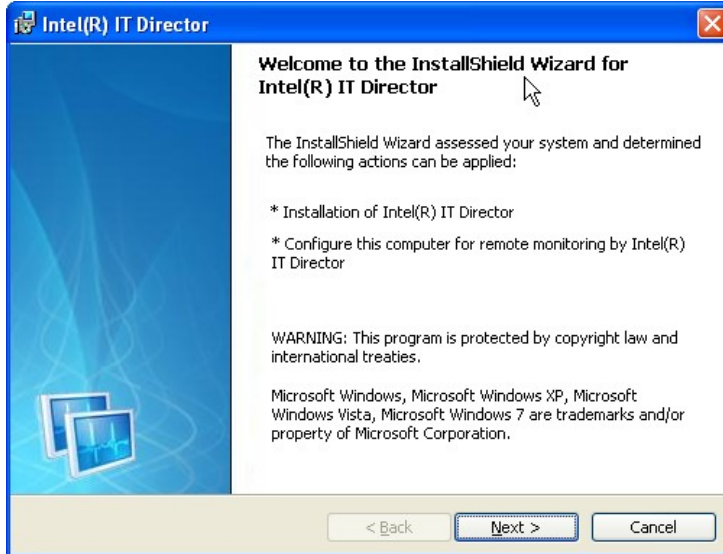 Intel(R) IT Director
Welcome to the InstallShield Wizard for
Intel(R) IT Director
The InstallShield Wizard assessed your system and determined
the following actions can be applied:
* Installation of Intel(R) IT Director
* Configure this computer for remote monitoring by Intel(R)
IT Director
WARNING: This program is protected by copyright law and
international treaties.
Microsoft Windows, Microsoft Windows XP, Microsoft
Windows Vista, Microsoft Windows 7 are trademarks and/or
property of Microsoft Corporation.
< Back Next > Cancel